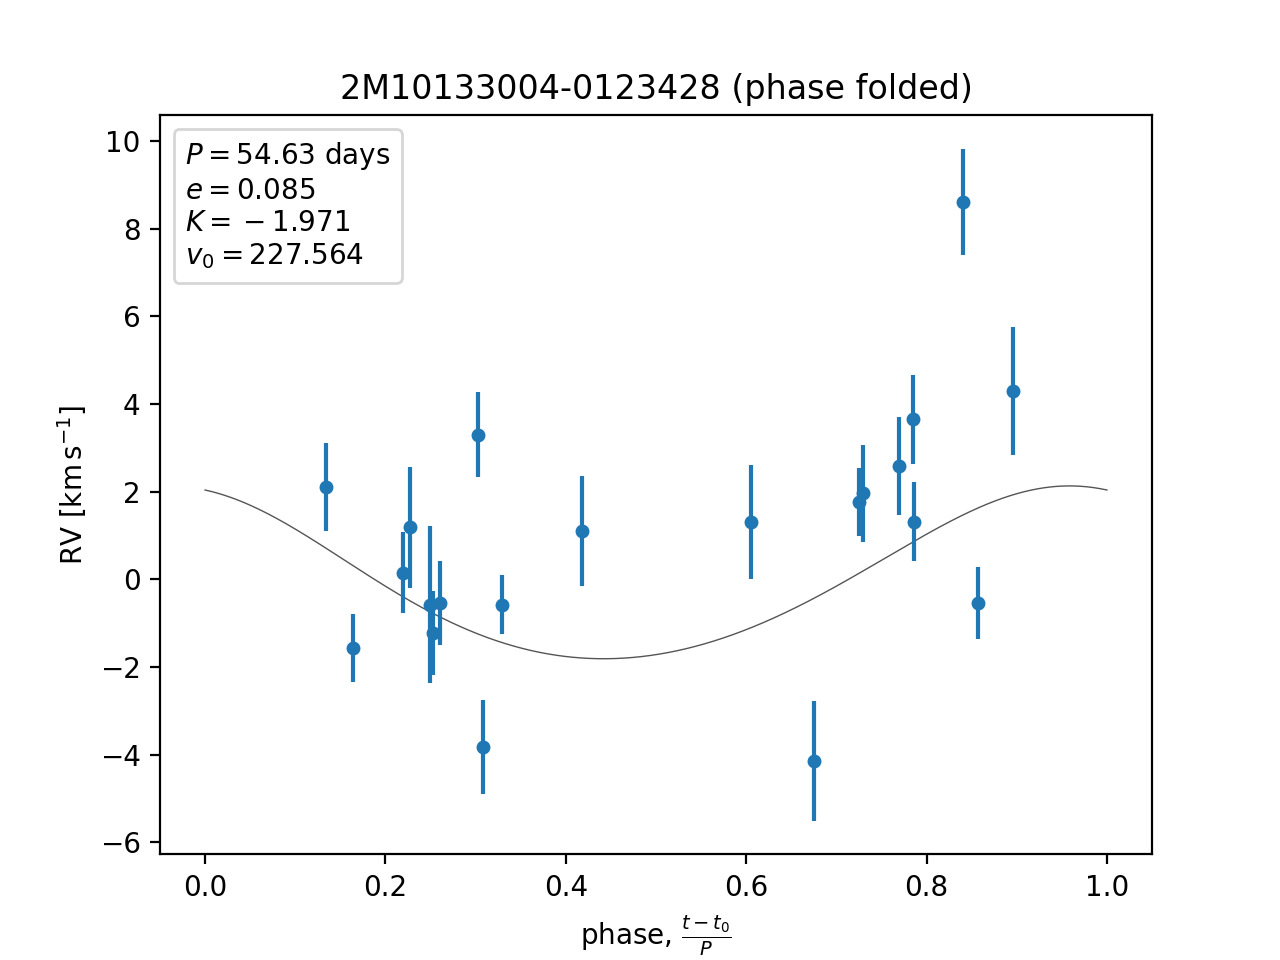 2M10133004-0123428 (phase folded)
P = 54.63 days
e = 0.085
K = −1.971
v₀ = 227.564
RV [km s⁻¹]
10
8
6
4
2
0
−2
−4
−6
0.0 0.2 0.4 0.6 0.8 1.0
phase, (t − t₀)/P